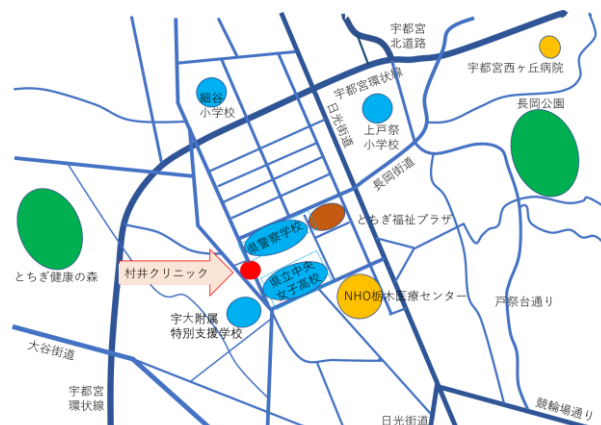 宇都宮
北道路
宇都宮西ヶ丘病院
宇都宮環状線
細谷
小学校
日光街道
上戸祭
小学校
長岡公園
長岡街道
とちぎ福祉プラザ
県警察学校
村井クリニック
とちぎ健康の森
県立中央
女子高校
NHO栃木医療センター
宇大附属
特別支援学校
戸祭台通り
大谷街道
宇都宮
環状線
日光街道
競輪場通り